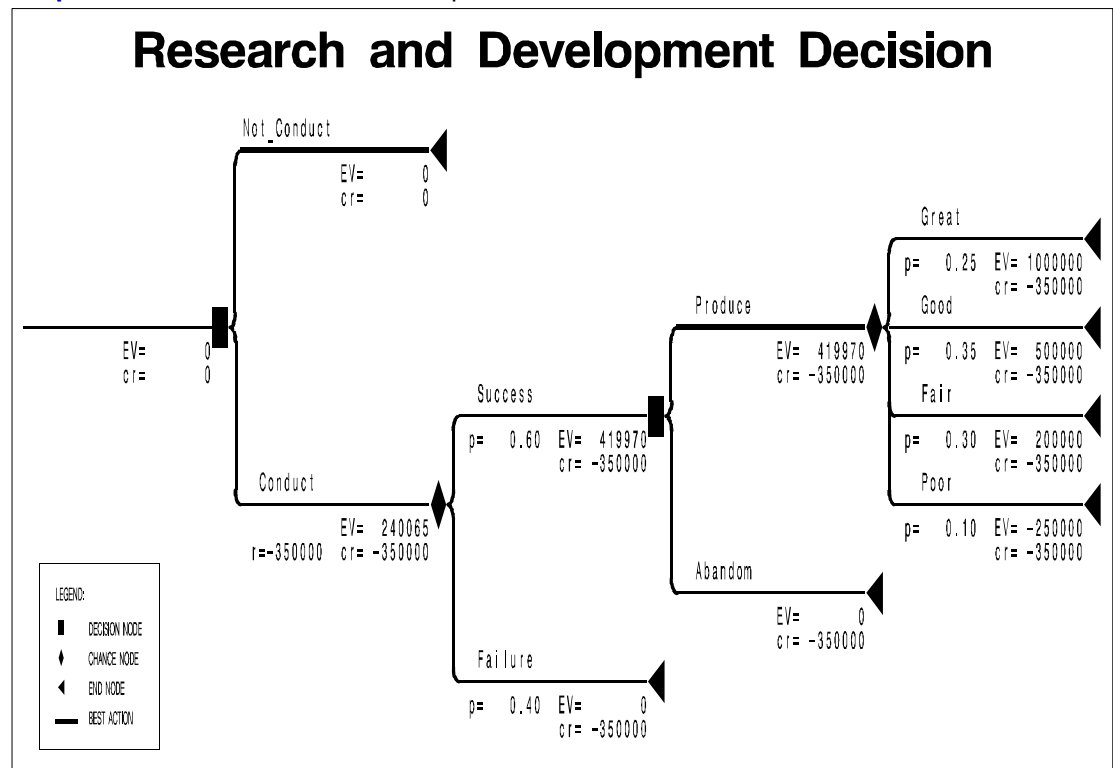 Research and Development Decision
Not_Conduct
EV= 0
cr= 0
EV= 0
cr= 0
Conduct
EV= 240065
r=-350000 cr= -350000
Success
p= 0.60 EV= 419970
cr= -350000
Failure
p= 0.40 EV= 0
cr= -350000
Produce
EV= 419970
cr= -350000
Abandom
EV= 0
cr= -350000
Great
p= 0.25 EV= 1000000
cr= -350000
Good
p= 0.35 EV= 500000
cr= -350000
Fair
p= 0.30 EV= 200000
cr= -350000
Poor
p= 0.10 EV= -250000
cr= -350000
LEGEND:
DECISION NODE
CHANCE NODE
END NODE
BEST ACTION